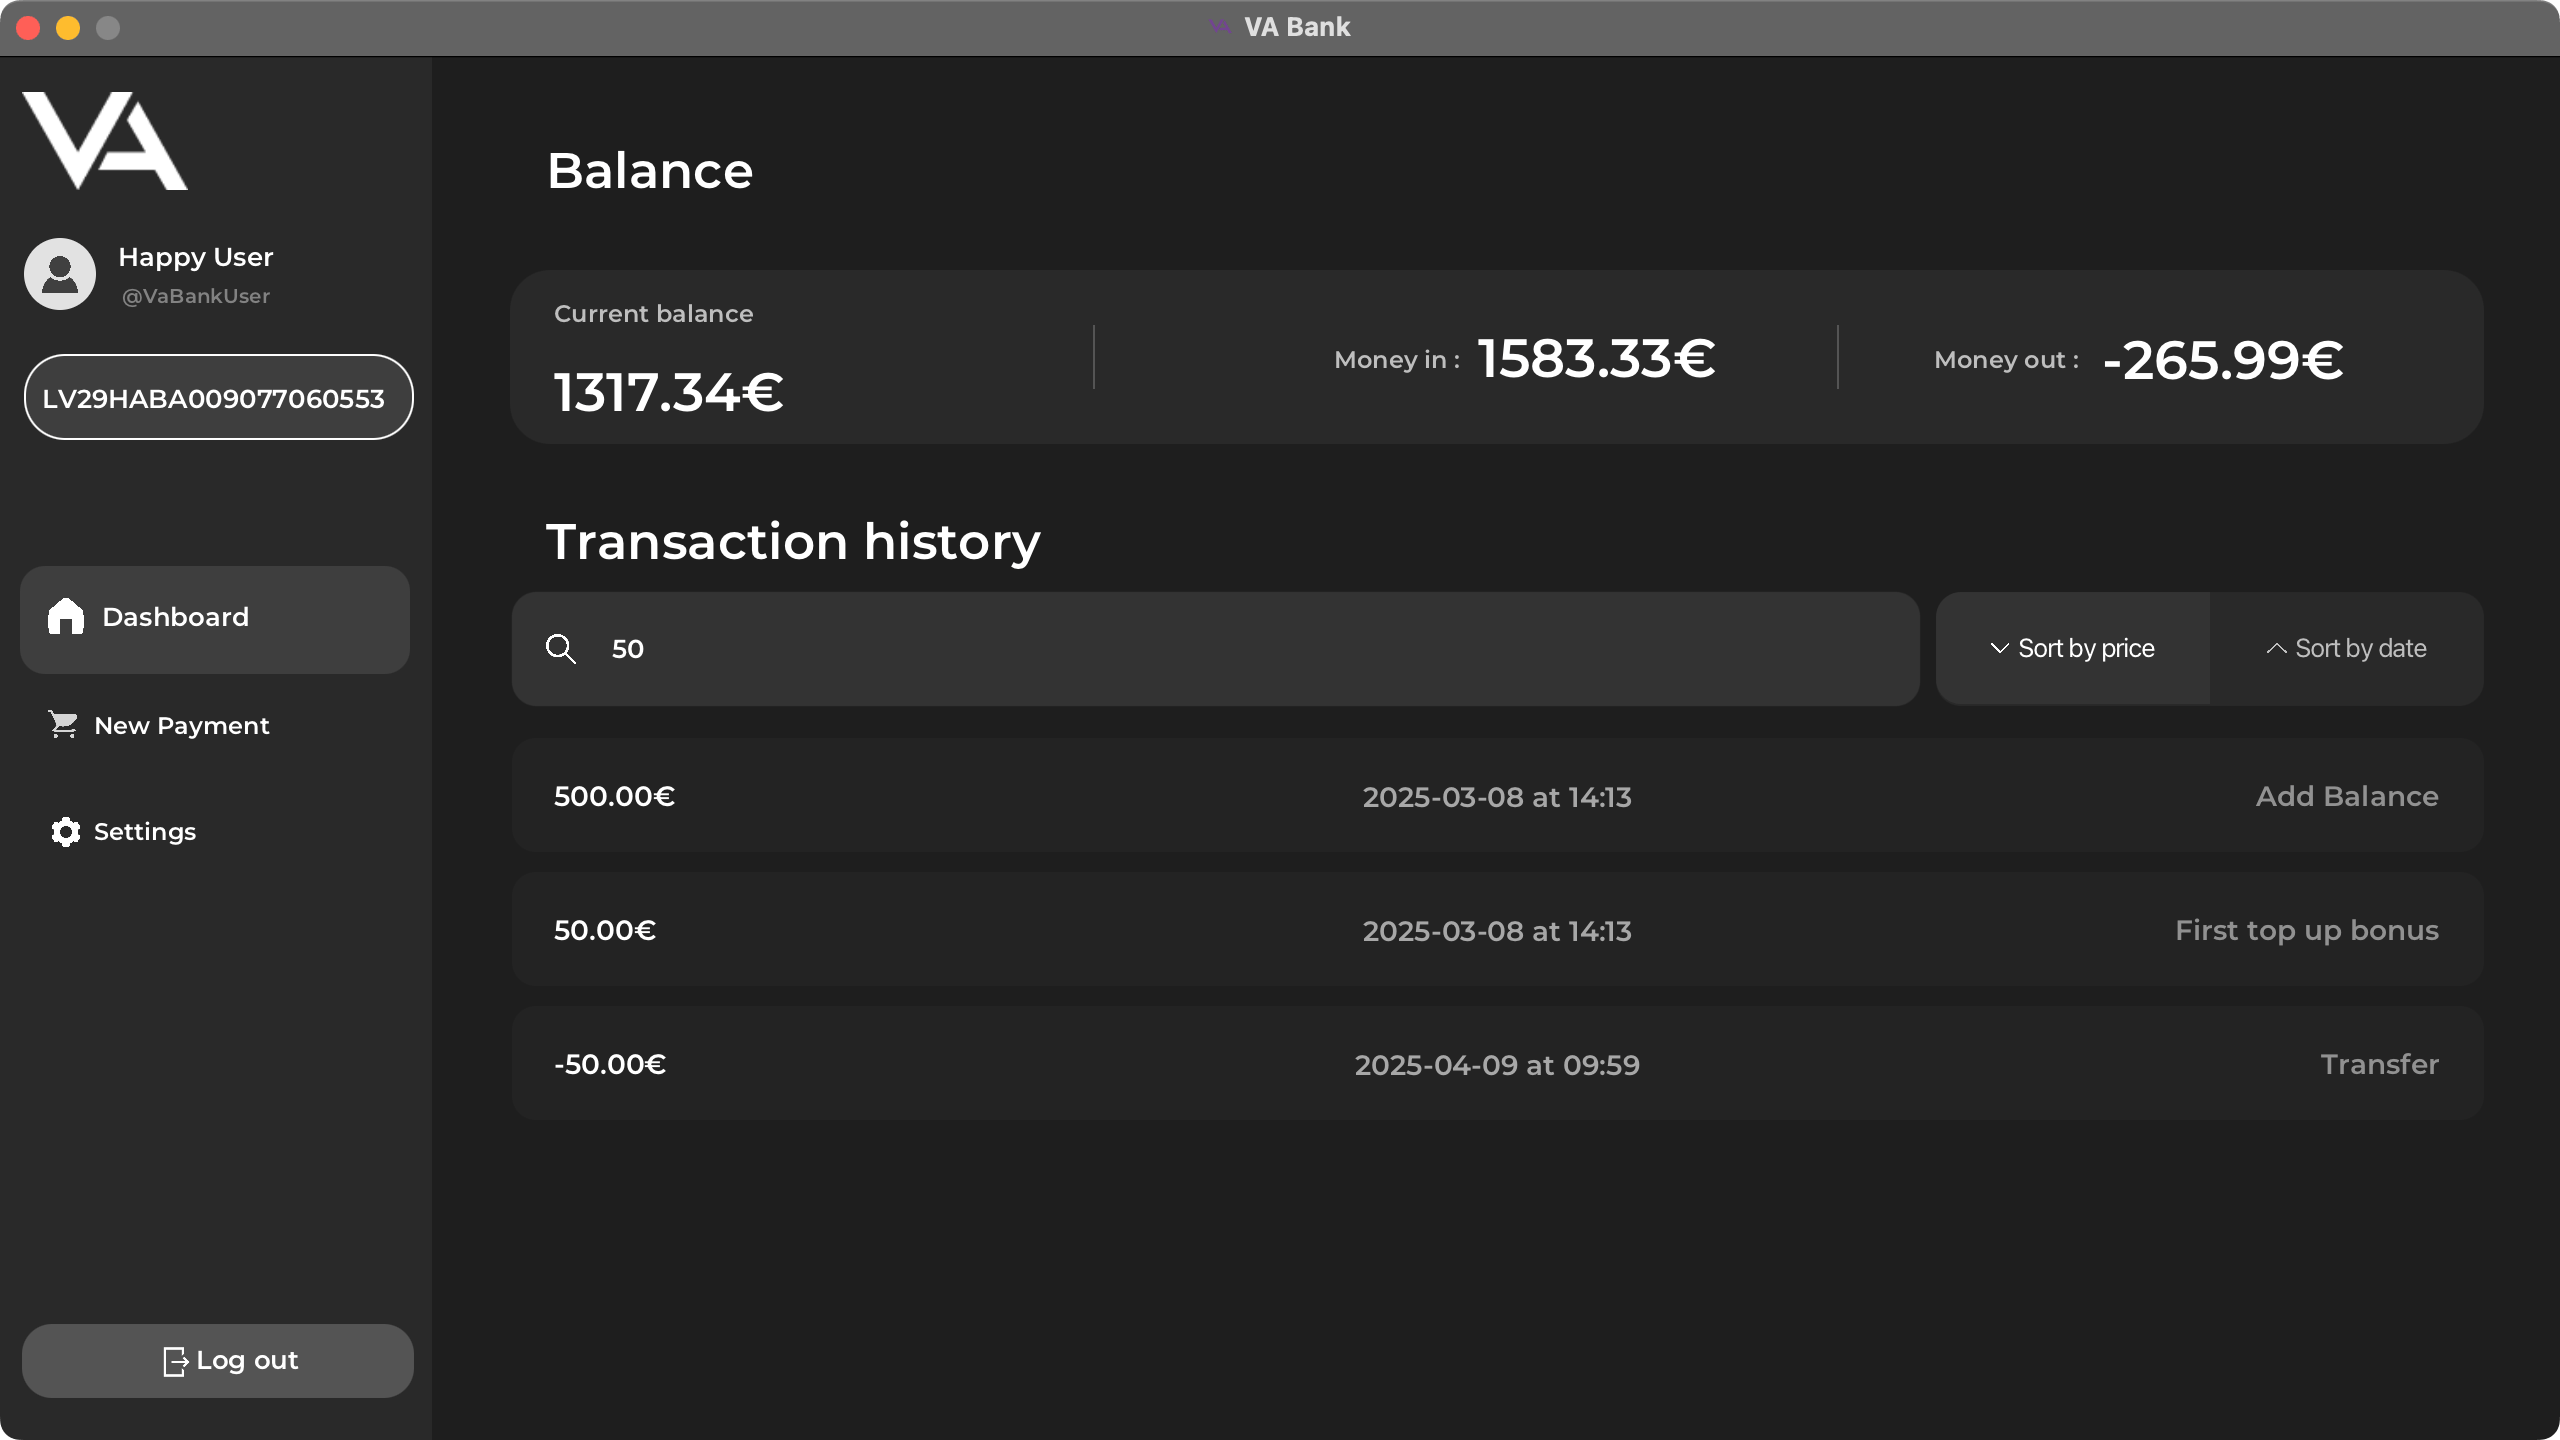 VA Bank
VA
Happy User
@VaBankUser
LV29HABA009077060553
Dashboard
New Payment
Settings
Log out
Balance
Current balance
1317.34€
Money in : 1583.33€
Money out : -265.99€
Transaction history
50
Sort by price
Sort by date
500.00€ 2025-03-08 at 14:13 Add Balance
50.00€ 2025-03-08 at 14:13 First top up bonus
-50.00€ 2025-04-09 at 09:59 Transfer